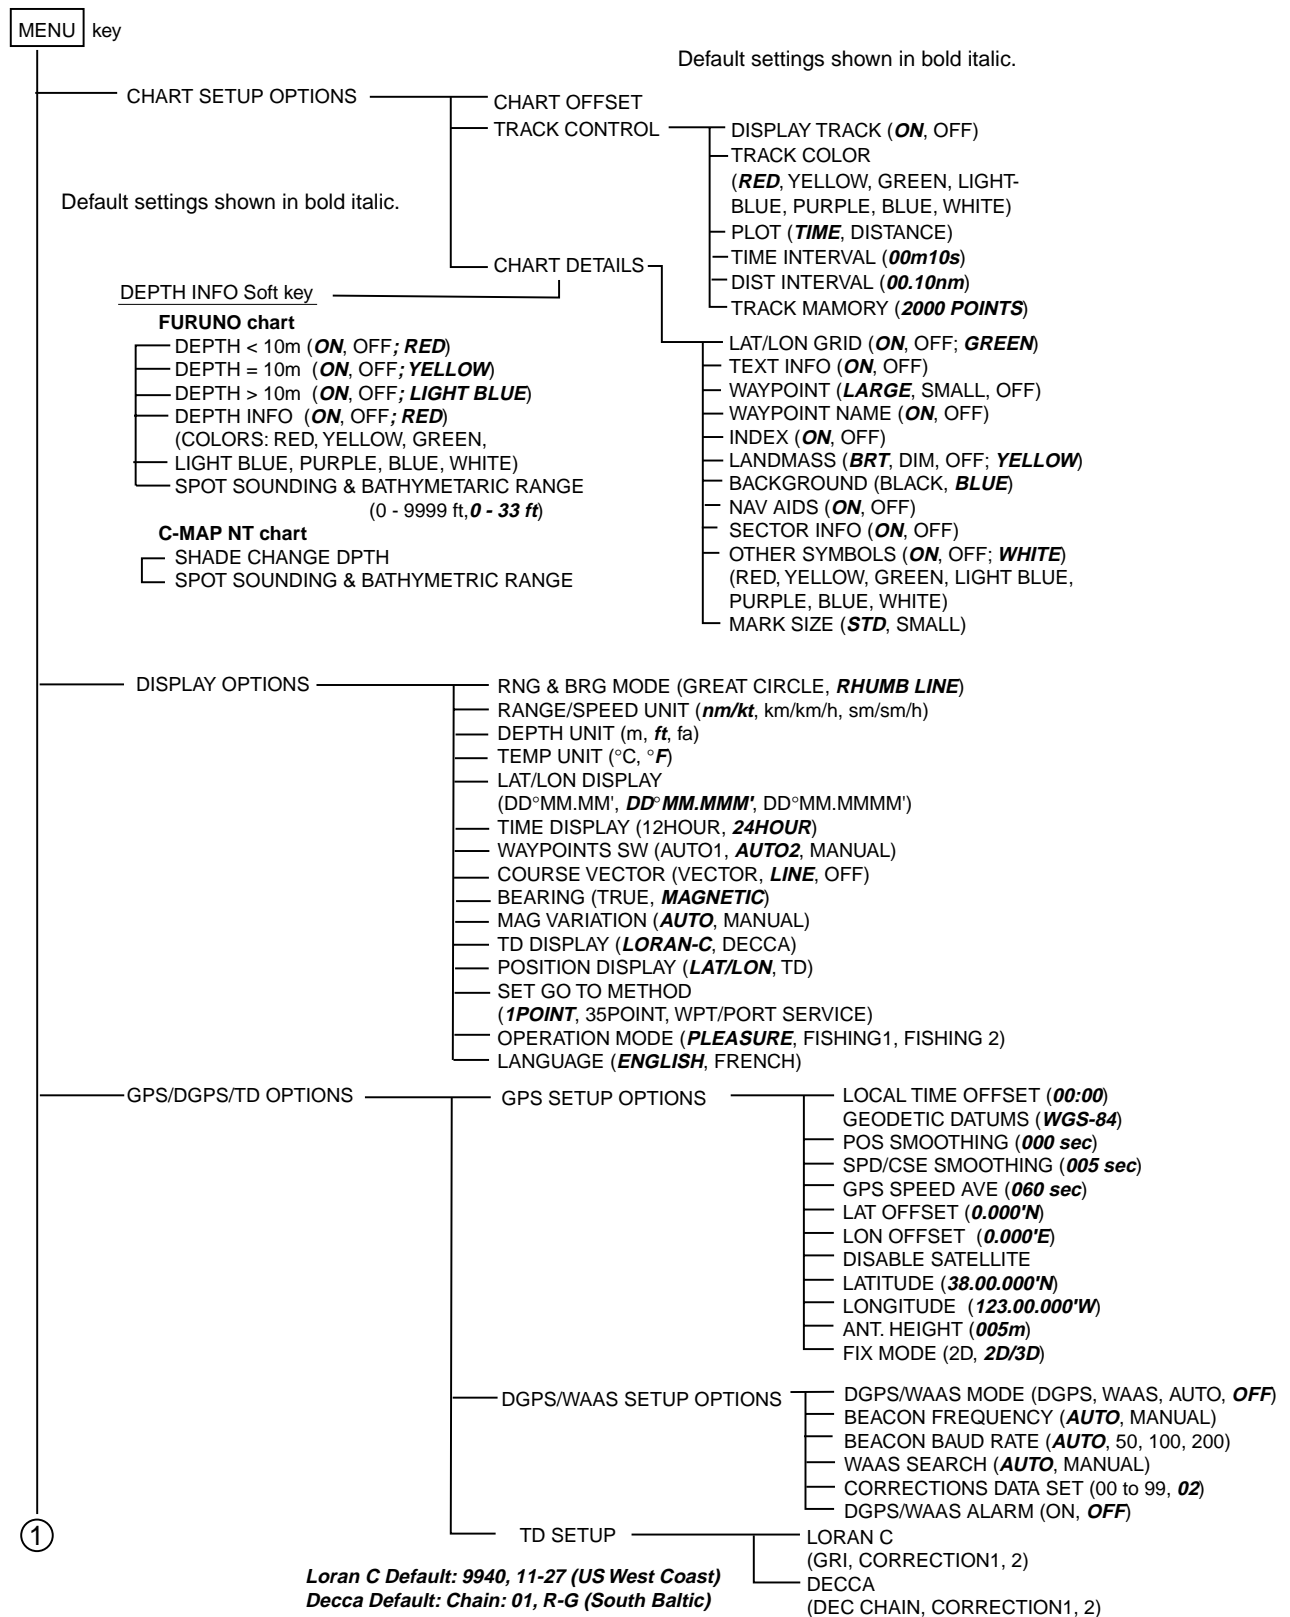 MENU key
Default settings shown in bold italic.
CHART SETUP OPTIONS
CHART OFFSET
TRACK CONTROL
DISPLAY TRACK (ON, OFF)
TRACK COLOR
(RED, YELLOW, GREEN, LIGHT-
BLUE, PURPLE, BLUE, WHITE)
PLOT (TIME, DISTANCE)
TIME INTERVAL (00m10s)
DIST INTERVAL (00.10nm)
TRACK MAMORY (2000 POINTS)
Default settings shown in bold italic.
CHART DETAILS
DEPTH INFO Soft key
FURUNO chart
DEPTH < 10m (ON, OFF; RED)
DEPTH = 10m (ON, OFF; YELLOW)
DEPTH > 10m (ON, OFF; LIGHT BLUE)
DEPTH INFO (ON, OFF; RED)
(COLORS: RED, YELLOW, GREEN,
LIGHT BLUE, PURPLE, BLUE, WHITE)
SPOT SOUNDING & BATHYMETARIC RANGE
(0 - 9999 ft, 0 - 33 ft)
C-MAP NT chart
SHADE CHANGE DPTH
SPOT SOUNDING & BATHYMETRIC RANGE
LAT/LON GRID (ON, OFF; GREEN)
TEXT INFO (ON, OFF)
WAYPOINT (LARGE, SMALL, OFF)
WAYPOINT NAME (ON, OFF)
INDEX (ON, OFF)
LANDMASS (BRT, DIM, OFF; YELLOW)
BACKGROUND (BLACK, BLUE)
NAV AIDS (ON, OFF)
SECTOR INFO (ON, OFF)
OTHER SYMBOLS (ON, OFF; WHITE)
(RED, YELLOW, GREEN, LIGHT BLUE,
PURPLE, BLUE, WHITE)
MARK SIZE (STD, SMALL)
DISPLAY OPTIONS
RNG & BRG MODE (GREAT CIRCLE, RHUMB LINE)
RANGE/SPEED UNIT (nm/kt, km/km/h, sm/sm/h)
DEPTH UNIT (m, ft, fa)
TEMP UNIT (°C, °F)
LAT/LON DISPLAY
(DD°MM.MM', DD°MM.MMM', DD°MM.MMMM')
TIME DISPLAY (12HOUR, 24HOUR)
WAYPOINTS SW (AUTO1, AUTO2, MANUAL)
COURSE VECTOR (VECTOR, LINE, OFF)
BEARING (TRUE, MAGNETIC)
MAG VARIATION (AUTO, MANUAL)
TD DISPLAY (LORAN-C, DECCA)
POSITION DISPLAY (LAT/LON, TD)
SET GO TO METHOD
(1POINT, 35POINT, WPT/PORT SERVICE)
OPERATION MODE (PLEASURE, FISHING1, FISHING 2)
LANGUAGE (ENGLISH, FRENCH)
GPS/DGPS/TD OPTIONS
GPS SETUP OPTIONS
LOCAL TIME OFFSET (00:00)
GEODETIC DATUMS (WGS-84)
POS SMOOTHING (000 sec)
SPD/CSE SMOOTHING (005 sec)
GPS SPEED AVE (060 sec)
LAT OFFSET (0.000'N)
LON OFFSET (0.000'E)
DISABLE SATELLITE
LATITUDE (38.00.000'N)
LONGITUDE (123.00.000'W)
ANT. HEIGHT (005m)
FIX MODE (2D, 2D/3D)
DGPS/WAAS SETUP OPTIONS
DGPS/WAAS MODE (DGPS, WAAS, AUTO, OFF)
BEACON FREQUENCY (AUTO, MANUAL)
BEACON BAUD RATE (AUTO, 50, 100, 200)
WAAS SEARCH (AUTO, MANUAL)
CORRECTIONS DATA SET (00 to 99, 02)
DGPS/WAAS ALARM (ON, OFF)
1
TD SETUP
LORAN C
(GRI, CORRECTION1, 2)
DECCA
(DEC CHAIN, CORRECTION1, 2)
Loran C Default: 9940, 11-27 (US West Coast)
Decca Default: Chain: 01, R-G (South Baltic)